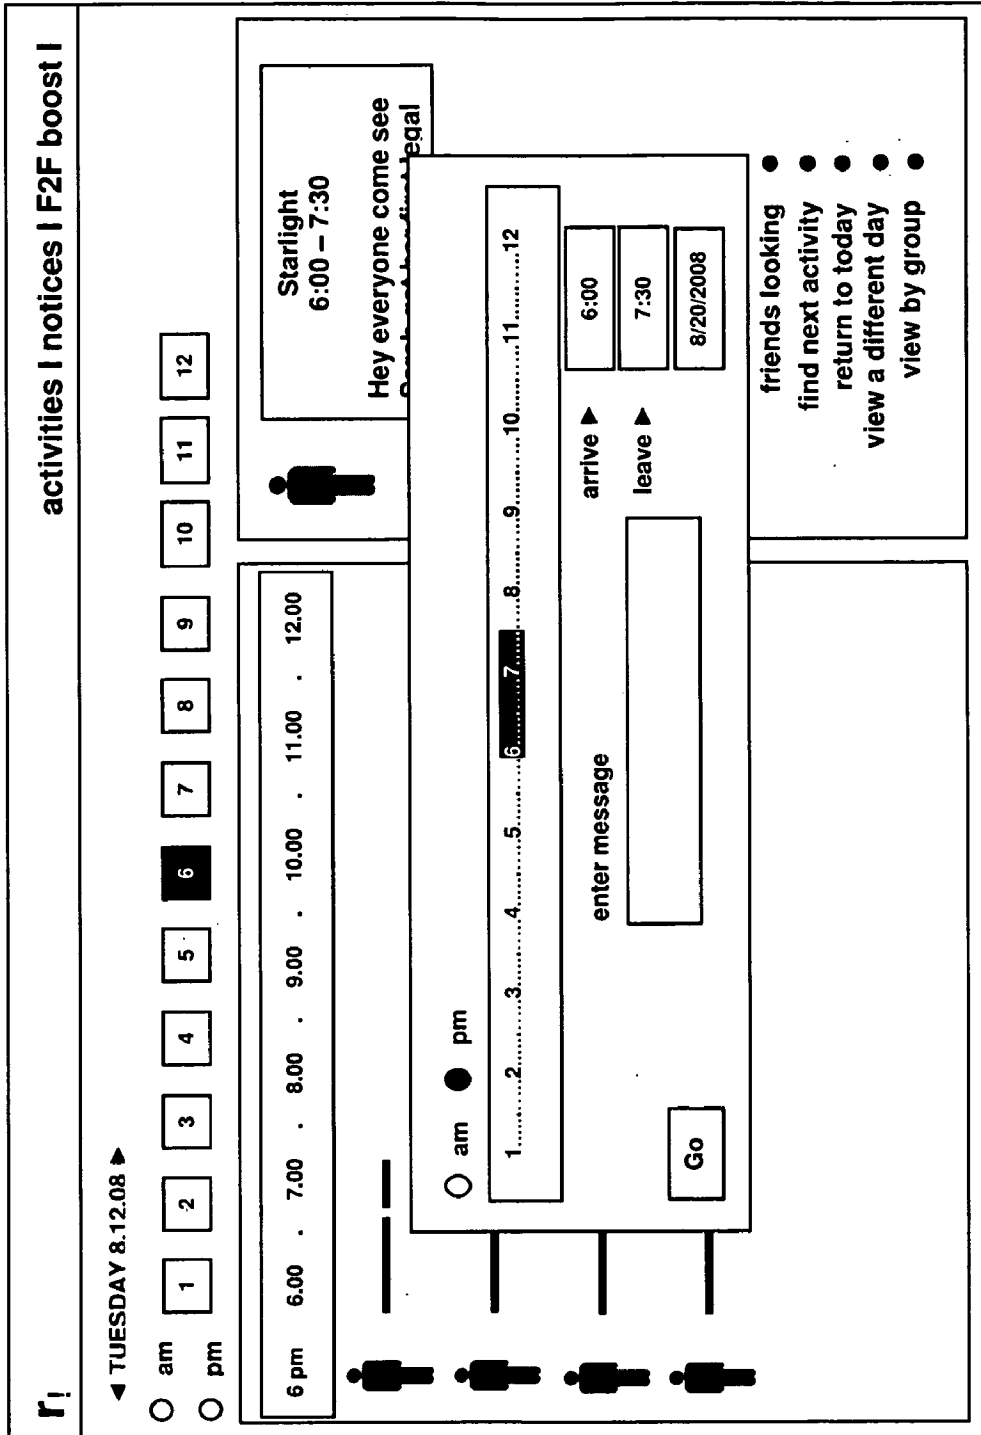 r! activities | notices | F2F boost |
◄ TUESDAY 8.12.08 ►
am
pm
1 2 3 4 5 6 7 8 9 10 11 12
6 pm 6.00 . 7.00 . 8.00 . 9.00 . 10.00 . 11.00 . 12.00
Starlight
6:00 – 7:30
Hey everyone come see
first legal
am pm
1......2......3......4......5......6......7......8......9......10......11......12
enter message
arrive ► 6:00
leave ► 7:30
8/20/2008
Go
friends looking
find next activity
return to today
view a different day
view by group